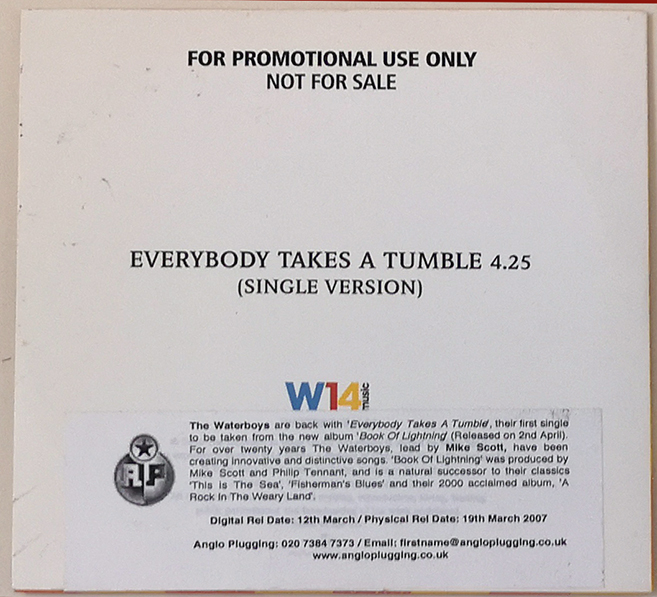 FOR PROMOTIONAL USE ONLY
NOT FOR SALE
EVERYBODY TAKES A TUMBLE 4.25
(SINGLE VERSION)
W14 music
The Waterboys are back with 'Everybody Takes A Tumble', their first single
to be taken from the new album 'Book Of Lightning' (Released on 2nd April).
For over twenty years The Waterboys, lead by Mike Scott, have been
creating innovative and distinctive songs. 'Book Of Lightning' was produced by
Mike Scott and Philip Tennant, and is a natural successor to their classics
'This Is The Sea', 'Fisherman's Blues' and their 2000 acclaimed album, 'A
Rock In The Weary Land'.
AP
Digital Rel Date: 12th March / Physical Rel Date: 19th March 2007
Anglo Plugging: 020 7384 7373 / Email: firstname@angloplugging.co.uk
www.angloplugging.co.uk